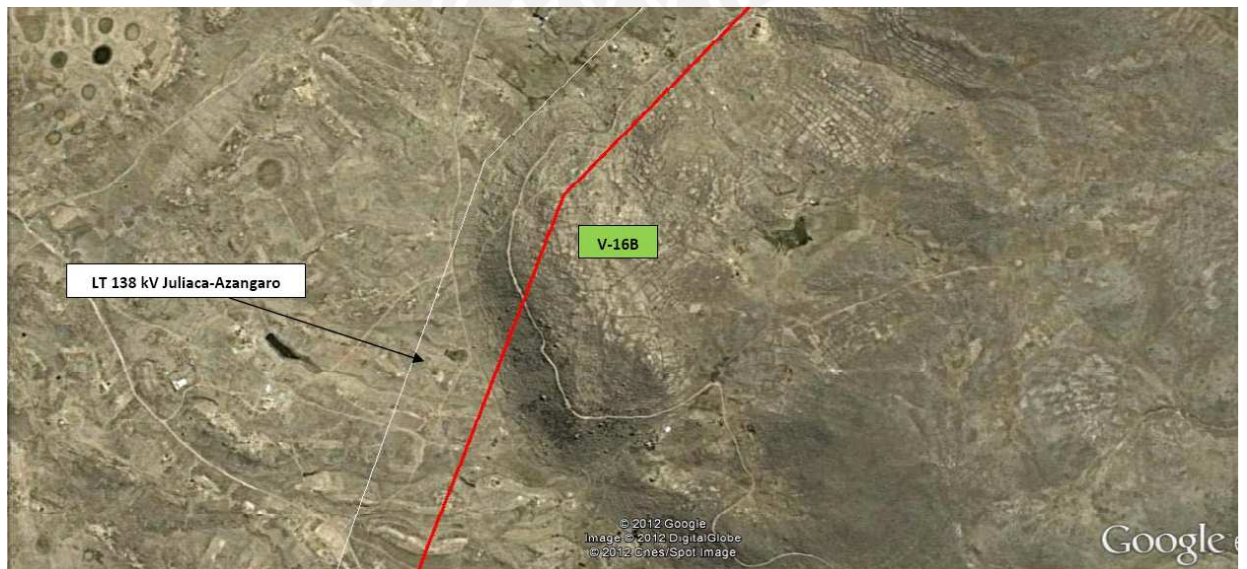 V-16B
LT 138 kV Juliaca-Azangaro
© 2012 Google
Image © 2012 DigitalGlobe
© 2012 Cnes/Spot Image
Google